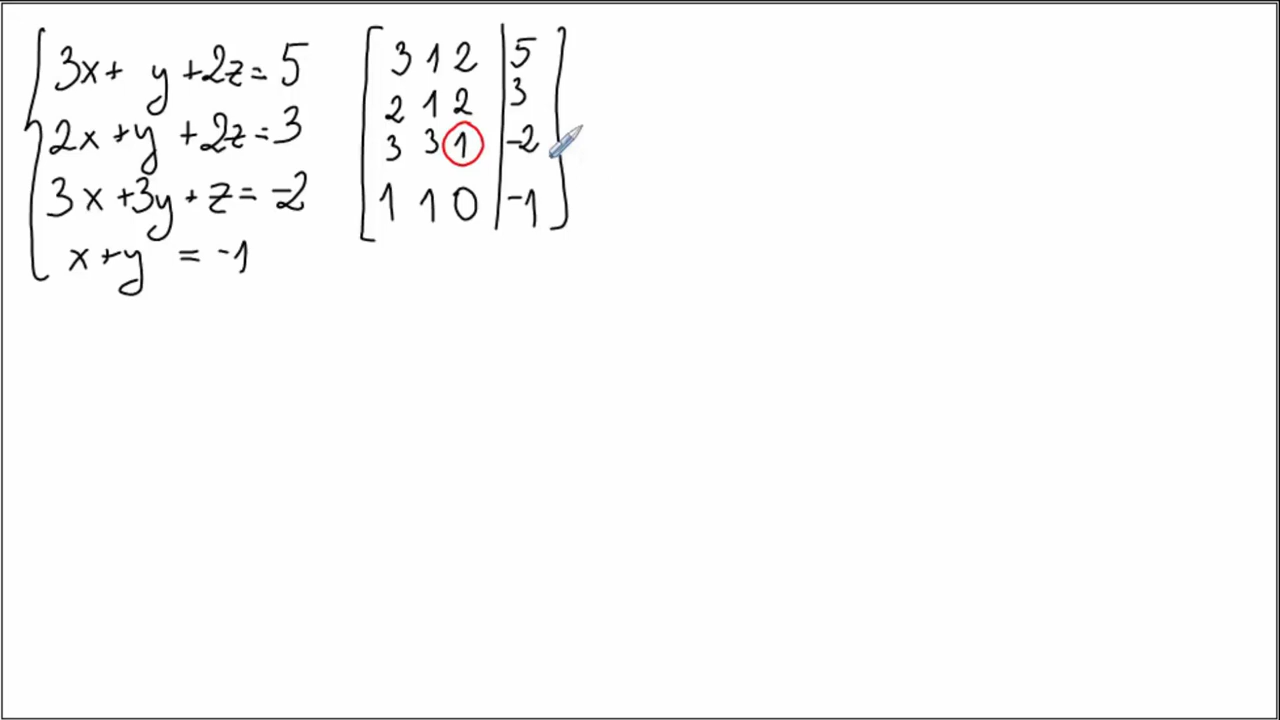 3x + y + 2z = 5
2x + y + 2z = 3
3x + 3y + z = -2
x + y = -1
3 1 2 | 5
2 1 2 | 3
3 3 1 | -2
1 1 0 | -1